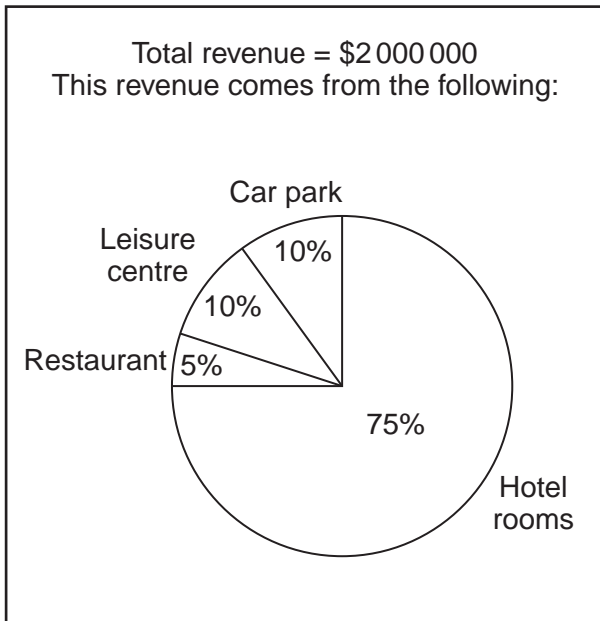 Total revenue = $2 000 000
This revenue comes from the following:
Car park
10%
Leisure
centre
10%
Restaurant
5%
75%
Hotel
rooms